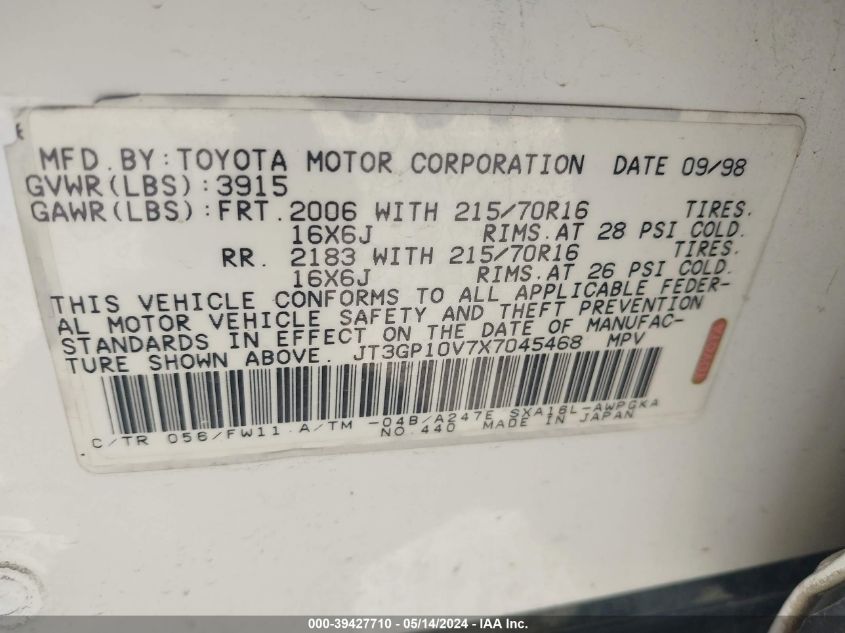 MFD. BY: TOYOTA MOTOR CORPORATION DATE 09/98
GVWR(LBS): 3915
GAWR(LBS): FRT. 2006 WITH 215/70R16 TIRES.
16X6J RIMS. AT 28 PSI COLD.
RR. 2183 WITH 215/70R16 TIRES.
16X6J RIMS. AT 26 PSI COLD.
THIS VEHICLE CONFORMS TO ALL APPLICABLE FEDER-
AL MOTOR VEHICLE SAFETY AND THEFT PREVENTION
STANDARDS IN EFFECT ON THE DATE OF MANUFAC-
TURE SHOWN ABOVE. JT3GP10V7X7045468 MPV
TOYOTA
C/TR 056/FW11 A/TM -04B/A247E SXA16L-AWPGKA
NO. 440 MADE IN JAPAN
000-39427710 - 05/14/2024 - IAA Inc.